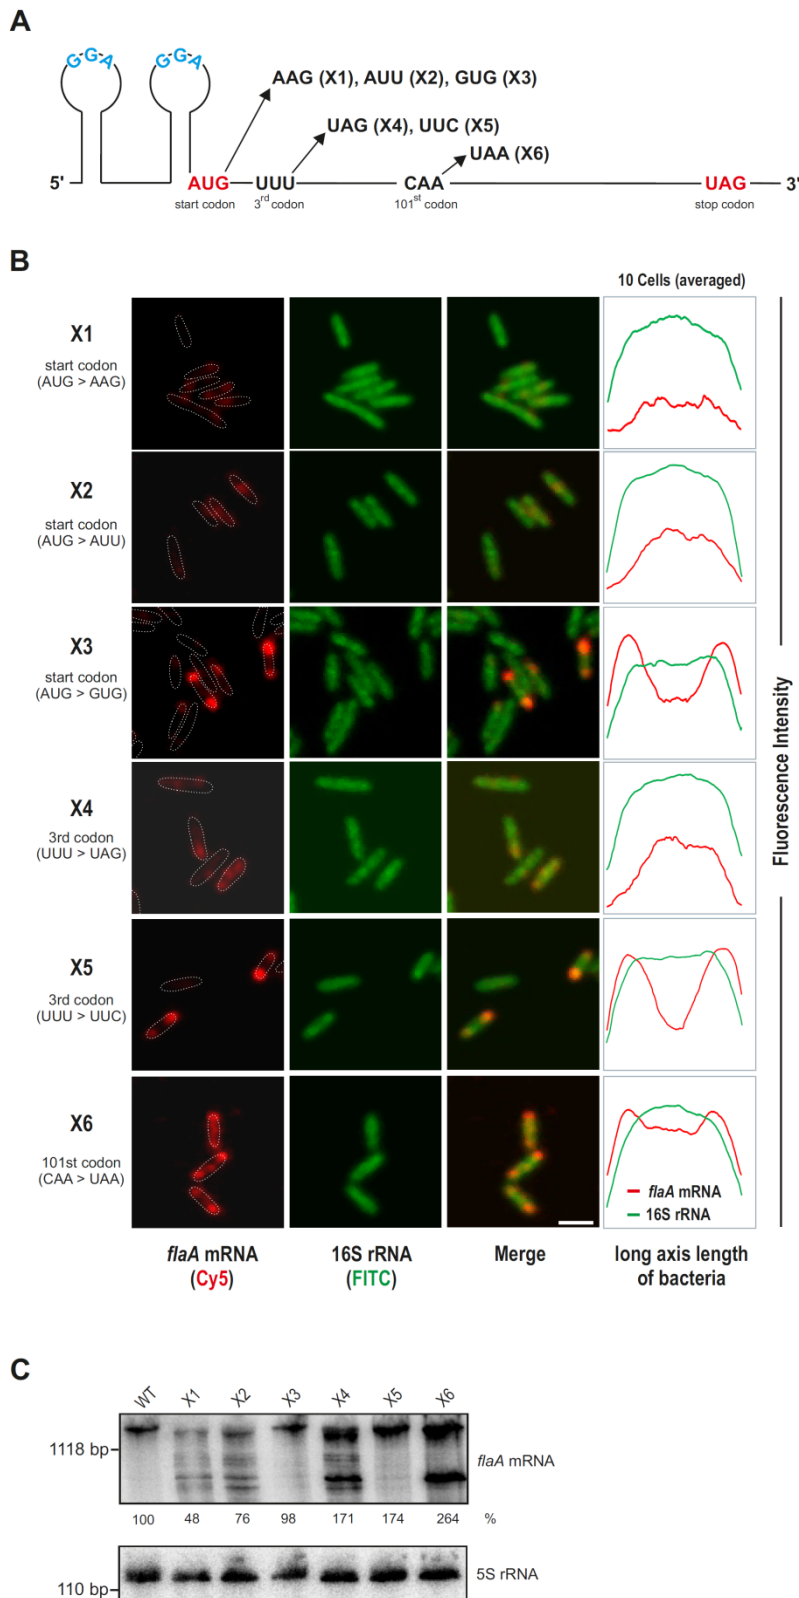 A
GGA GGA
AAG (X1), AUU (X2), GUG (X3)
UAG (X4), UUC (X5)
UAA (X6)
5' AUG UUU CAA UAG 3'
start codon 3rd codon 101st codon stop codon
B
10 Cells (averaged)
X1
start codon
(AUG > AAG)
X2
start codon
(AUG > AUU)
X3
start codon
(AUG > GUG)
X4
3rd codon
(UUU > UAG)
X5
3rd codon
(UUU > UUC)
X6
101st codon
(CAA > UAA)
Fluorescence Intensity
flaA mRNA
16S rRNA
flaA mRNA 16S rRNA Merge long axis length
(Cy5) (FITC) of bacteria
C
WT X1 X2 X3 X4 X5 X6
1118 bp
flaA mRNA
100 48 76 98 171 174 264 %
5S rRNA
110 bp